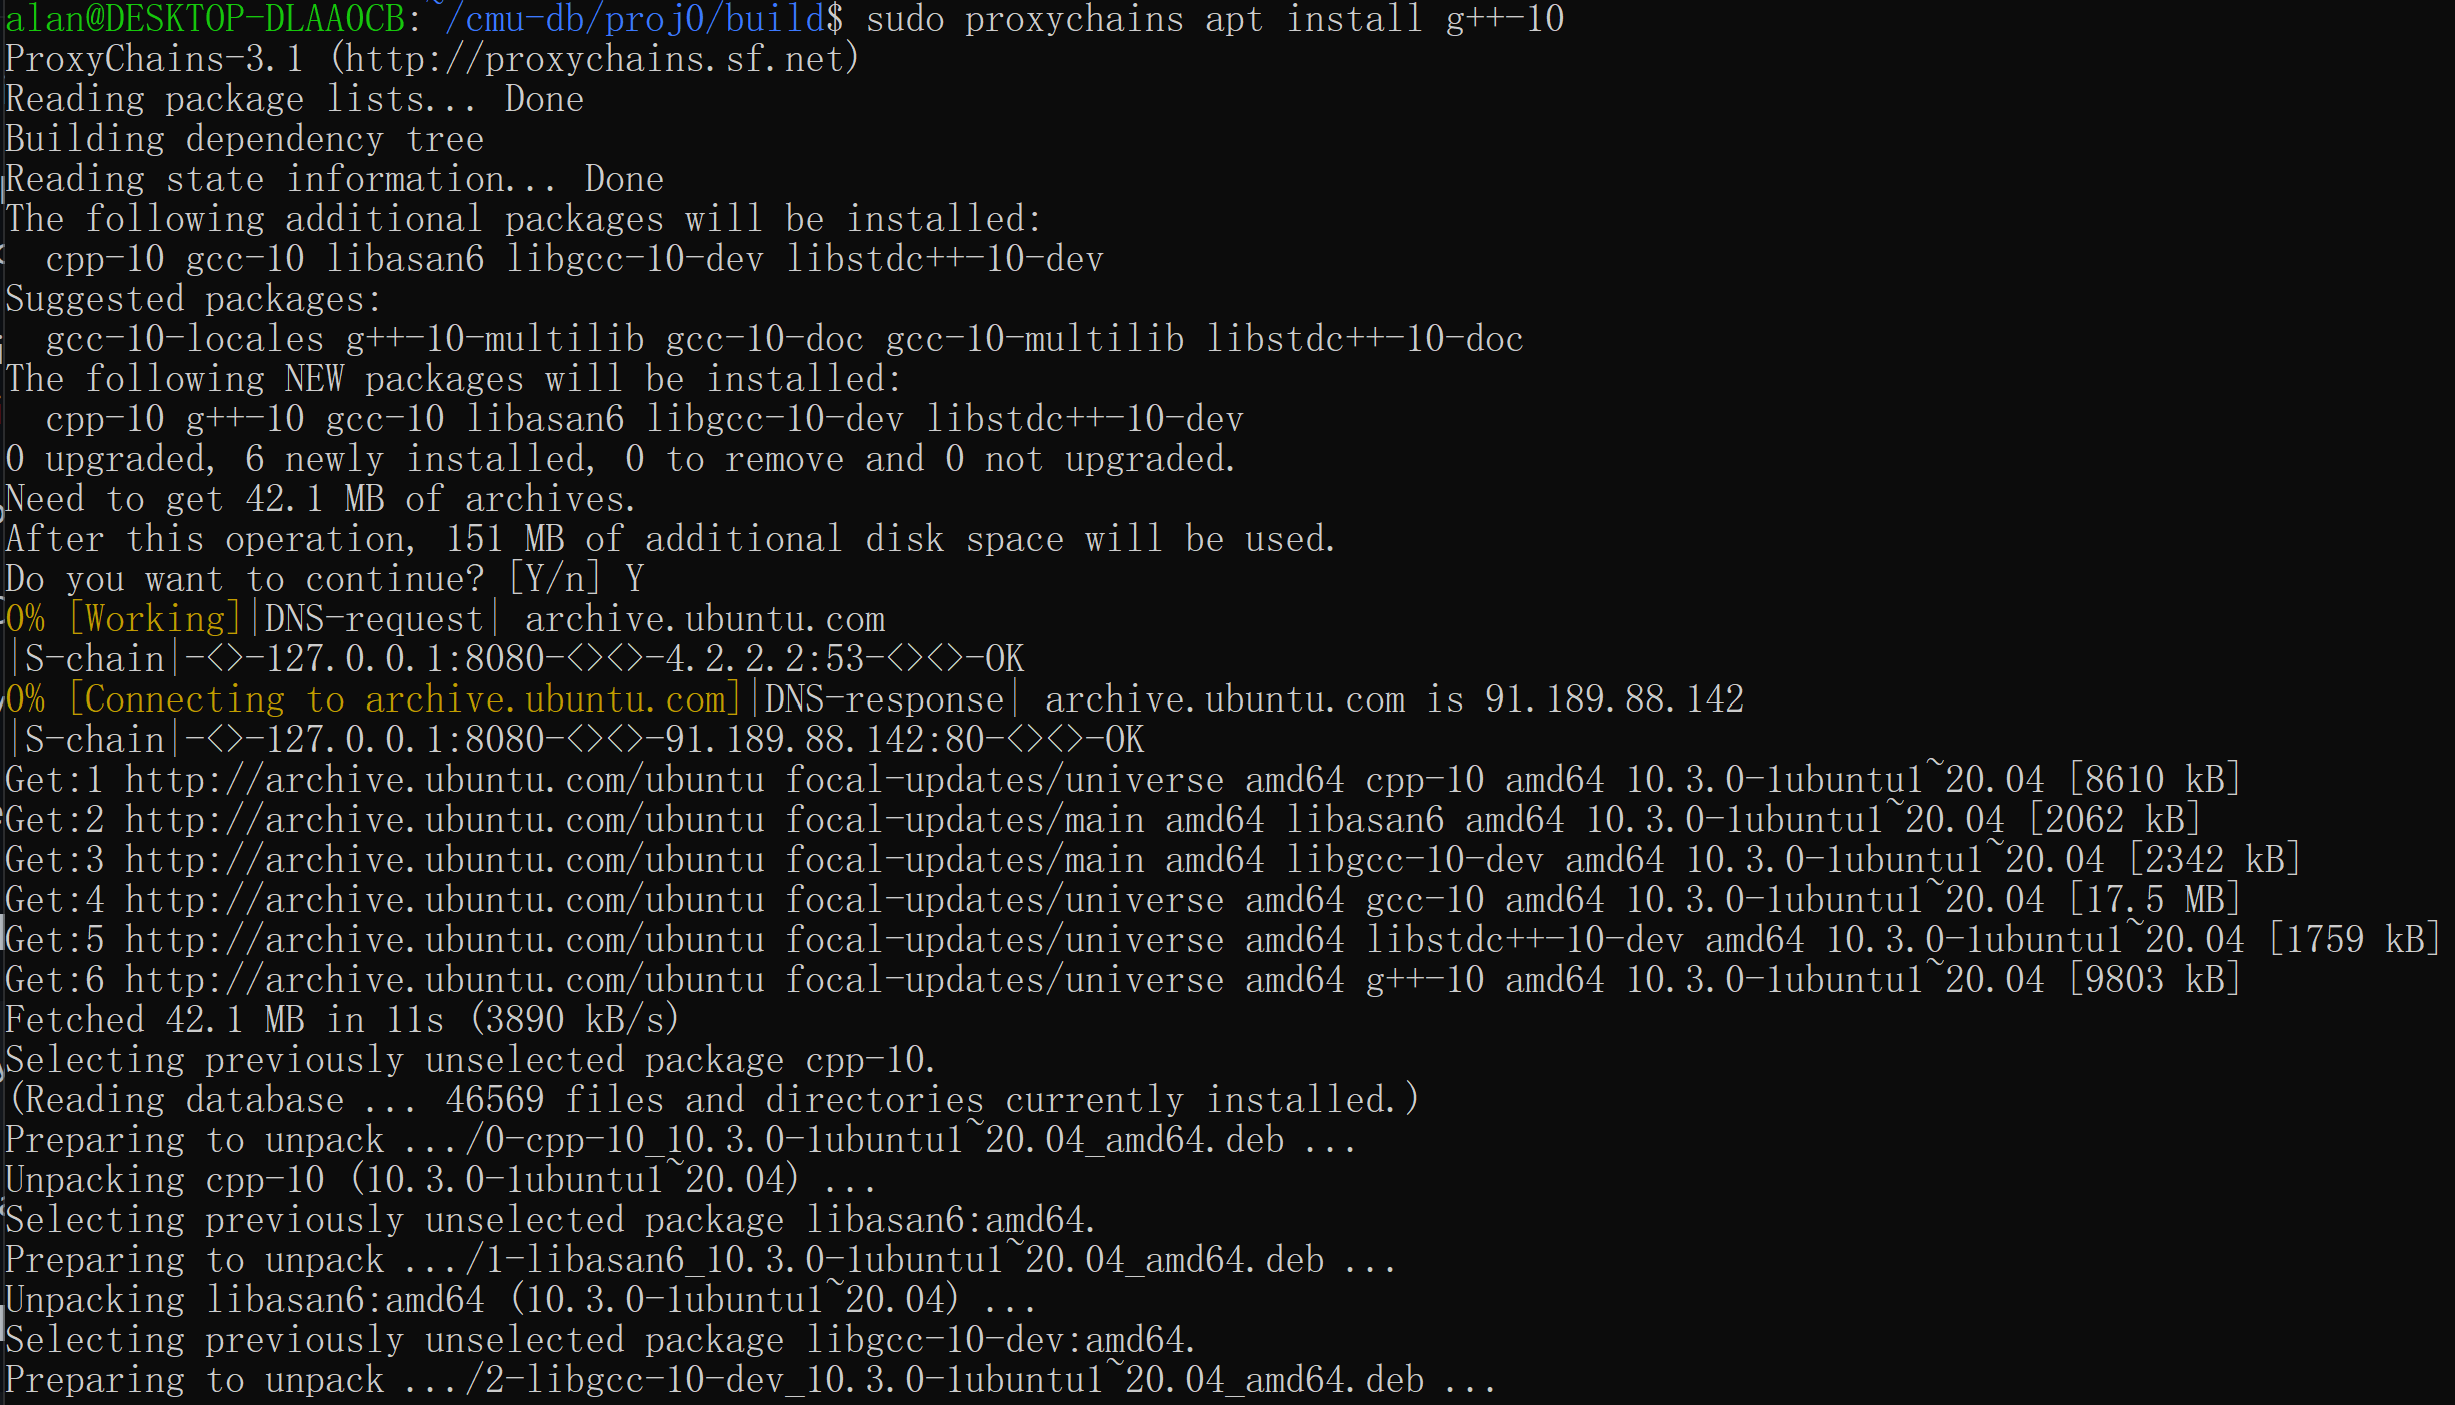 alan@DESKTOP-DLAAOCB:~/cmu-db/proj0/build$ sudo proxychains apt install g++-10
ProxyChains-3.1 (http://proxychains.sf.net)
Reading package lists... Done
Building dependency tree
Reading state information... Done
The following additional packages will be installed:
  cpp-10 gcc-10 libasan6 libgcc-10-dev libstdc++-10-dev
Suggested packages:
  gcc-10-locales g++-10-multilib gcc-10-doc gcc-10-multilib libstdc++-10-doc
The following NEW packages will be installed:
  cpp-10 g++-10 gcc-10 libasan6 libgcc-10-dev libstdc++-10-dev
0 upgraded, 6 newly installed, 0 to remove and 0 not upgraded.
Need to get 42.1 MB of archives.
After this operation, 151 MB of additional disk space will be used.
Do you want to continue? [Y/n] Y
0% [Working]|DNS-request| archive.ubuntu.com
|S-chain|-<>-127.0.0.1:8080-<><>-4.2.2.2:53-<><>-OK
0% [Connecting to archive.ubuntu.com]|DNS-response| archive.ubuntu.com is 91.189.88.142
|S-chain|-<>-127.0.0.1:8080-<><>-91.189.88.142:80-<><>-OK
Get:1 http://archive.ubuntu.com/ubuntu focal-updates/universe amd64 cpp-10 amd64 10.3.0-1ubuntu1~20.04 [8610 kB]
Get:2 http://archive.ubuntu.com/ubuntu focal-updates/main amd64 libasan6 amd64 10.3.0-1ubuntu1~20.04 [2062 kB]
Get:3 http://archive.ubuntu.com/ubuntu focal-updates/main amd64 libgcc-10-dev amd64 10.3.0-1ubuntu1~20.04 [2342 kB]
Get:4 http://archive.ubuntu.com/ubuntu focal-updates/universe amd64 gcc-10 amd64 10.3.0-1ubuntu1~20.04 [17.5 MB]
Get:5 http://archive.ubuntu.com/ubuntu focal-updates/universe amd64 libstdc++-10-dev amd64 10.3.0-1ubuntu1~20.04 [1759 kB]
Get:6 http://archive.ubuntu.com/ubuntu focal-updates/universe amd64 g++-10 amd64 10.3.0-1ubuntu1~20.04 [9803 kB]
Fetched 42.1 MB in 11s (3890 kB/s)
Selecting previously unselected package cpp-10.
(Reading database ... 46569 files and directories currently installed.)
Preparing to unpack .../0-cpp-10_10.3.0-1ubuntu1~20.04_amd64.deb ...
Unpacking cpp-10 (10.3.0-1ubuntu1~20.04) ...
Selecting previously unselected package libasan6:amd64.
Preparing to unpack .../1-libasan6_10.3.0-1ubuntu1~20.04_amd64.deb ...
Unpacking libasan6:amd64 (10.3.0-1ubuntu1~20.04) ...
Selecting previously unselected package libgcc-10-dev:amd64.
Preparing to unpack .../2-libgcc-10-dev_10.3.0-1ubuntu1~20.04_amd64.deb ...